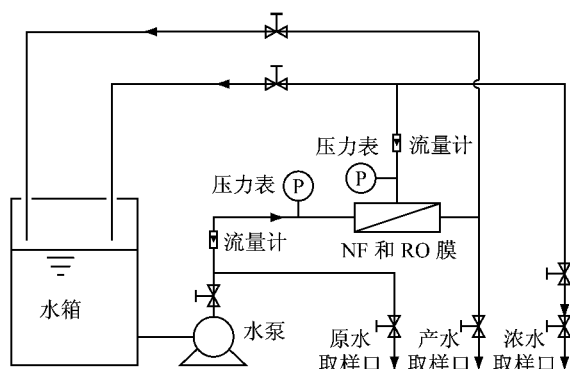 压力表
P
流量计
压力表
P
流量计
NF 和 RO 膜
水箱
水泵
原水
取样口
产水
取样口
浓水
取样口